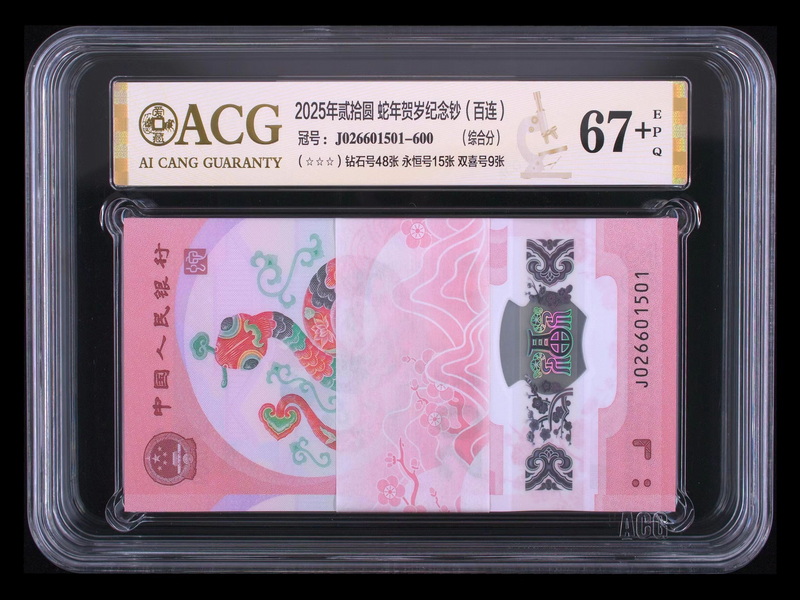 ACG
AI CANG GUARANTY
2025年贰拾圆 蛇年贺岁纪念钞（百连）
冠号：J026601501-600 （综合分）
（☆☆☆）钻石号48张 永恒号15张 双喜号9张
67+
EPQ
中国人民银行
J026601501
ACG